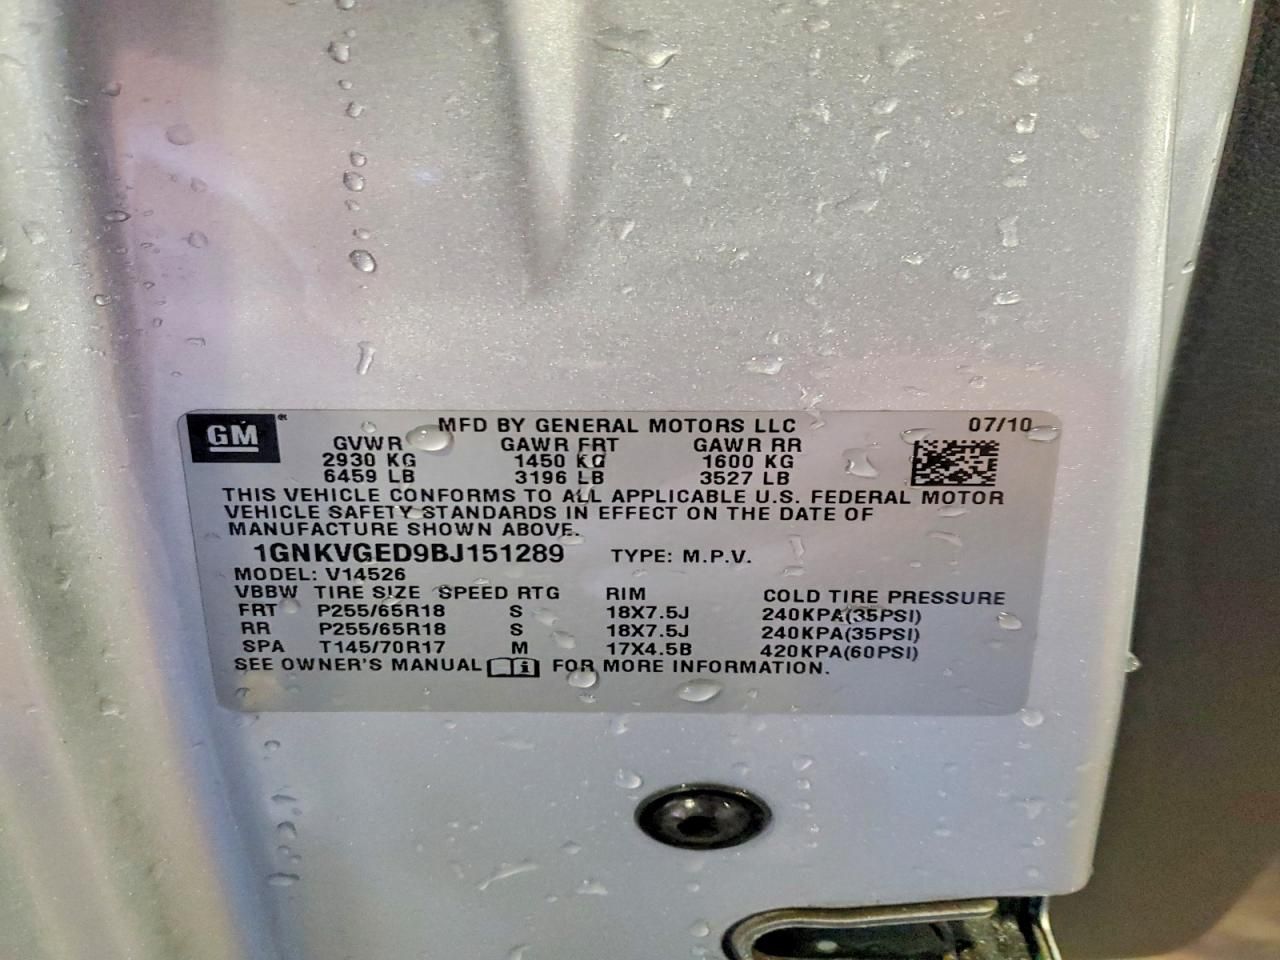 GM
MFD BY GENERAL MOTORS LLC 07/10
GVWR GAWR FRT GAWR RR
2930 KG 1450 KG 1600 KG
6459 LB 3196 LB 3527 LB
THIS VEHICLE CONFORMS TO ALL APPLICABLE U.S. FEDERAL MOTOR
VEHICLE SAFETY STANDARDS IN EFFECT ON THE DATE OF
MANUFACTURE SHOWN ABOVE.
1GNKVGED9BJ151289 TYPE: M.P.V.
MODEL: V14526
VBBW TIRE SIZE SPEED RTG RIM COLD TIRE PRESSURE
FRT P255/65R18 S 18X7.5J 240KPA(35PSI)
RR P255/65R18 S 18X7.5J 240KPA(35PSI)
SPA T145/70R17 M 17X4.5B 420KPA(60PSI)
SEE OWNER'S MANUAL FOR MORE INFORMATION.